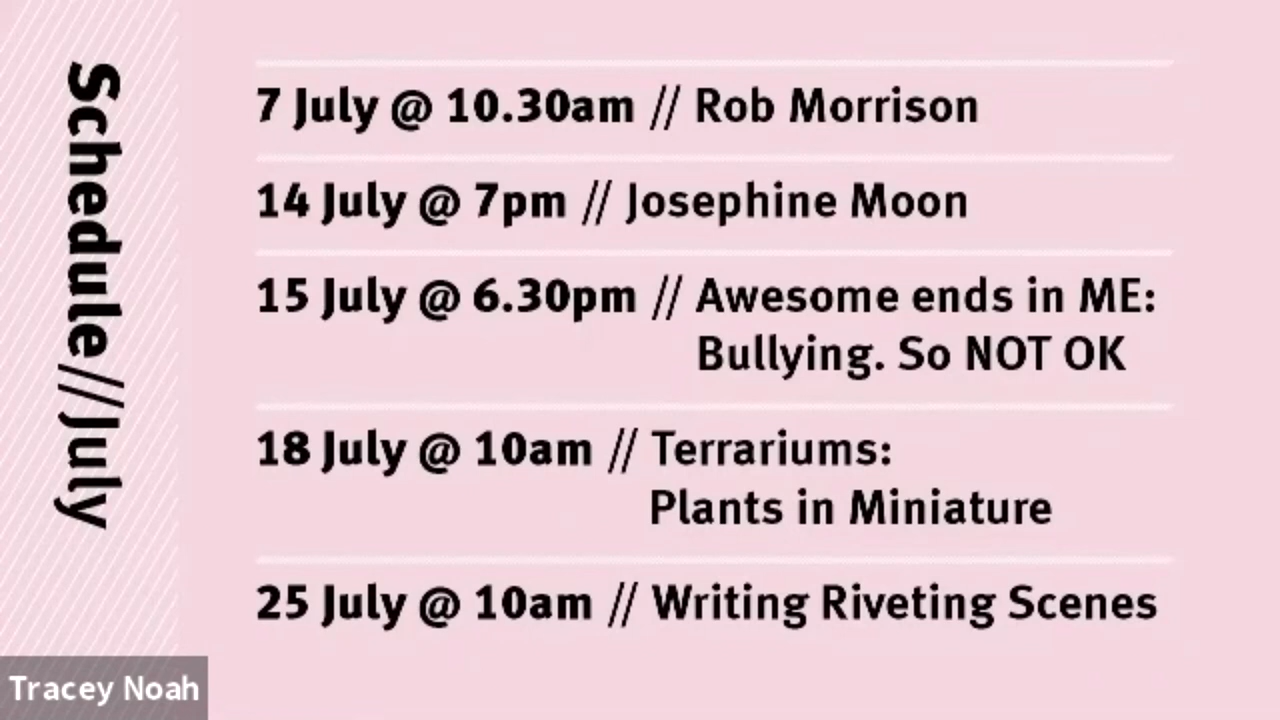 Schedule//July
7 July @ 10.30am // Rob Morrison
14 July @ 7pm // Josephine Moon
15 July @ 6.30pm // Awesome ends in ME:
Bullying. So NOT OK
18 July @ 10am // Terrariums:
Plants in Miniature
25 July @ 10am // Writing Riveting Scenes
Tracey Noah